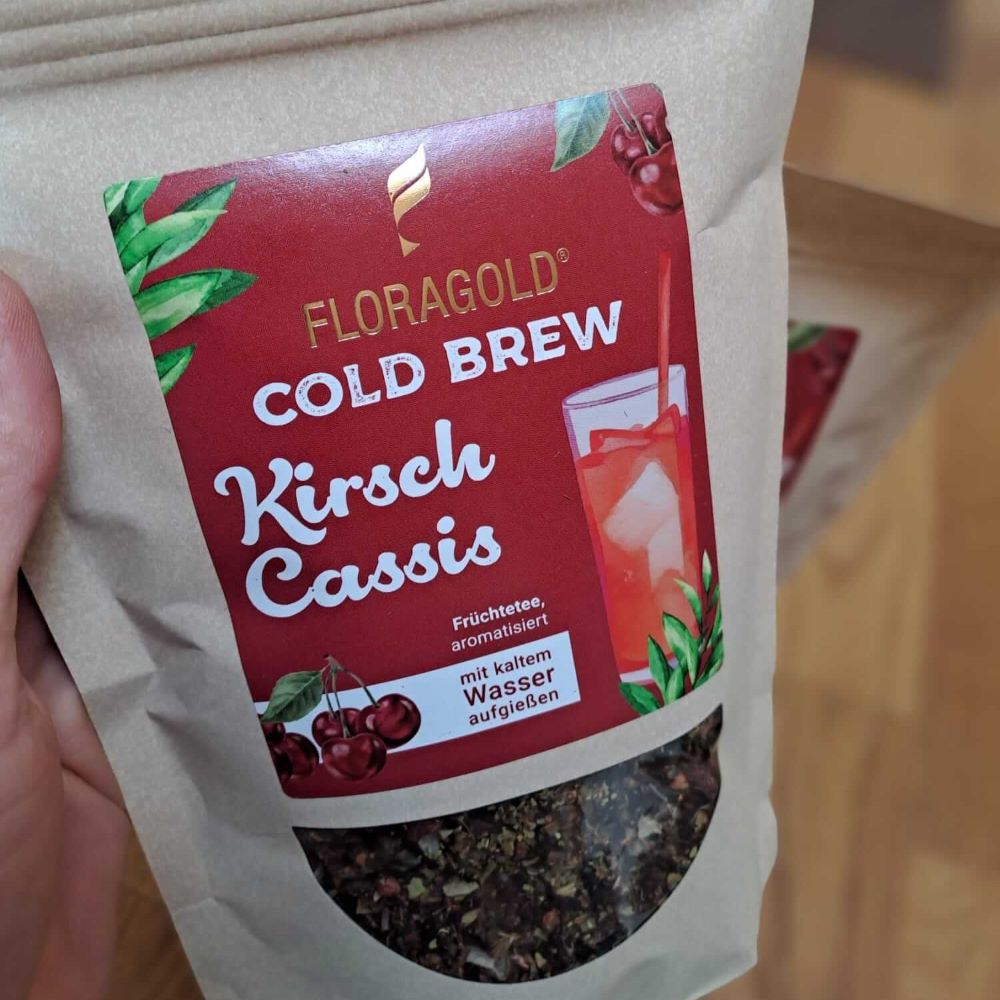 FLORAGOLD®
COLD BREW
Kirsch
Cassis
Früchtetee,
aromatisiert
mit kaltem
Wasser
aufgießen